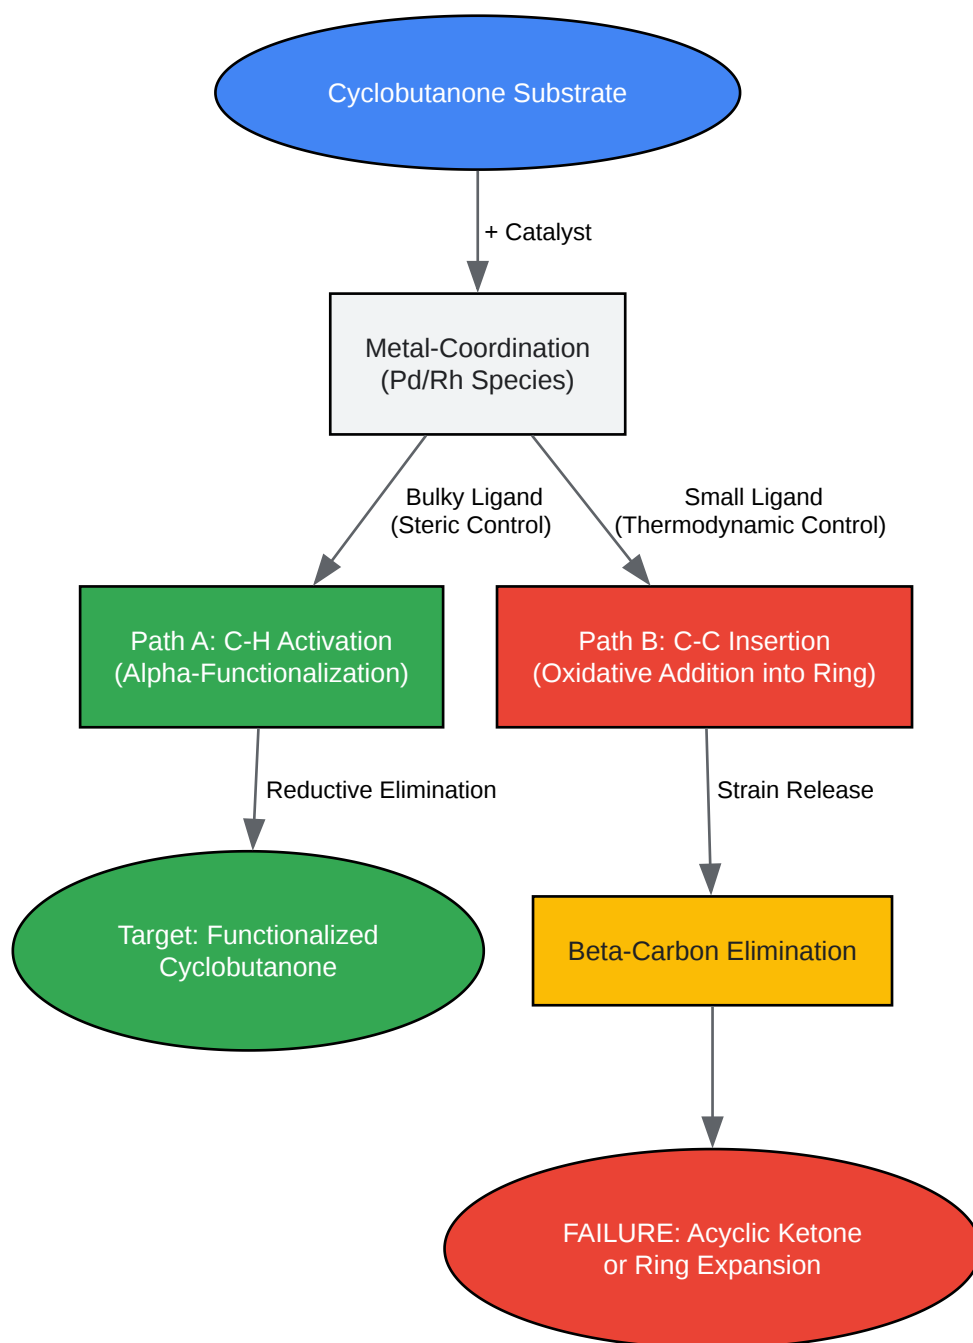 Cyclobutanone Substrate
+ Catalyst
Metal-Coordination
(Pd/Rh Species)
Bulky Ligand
(Steric Control)
Small Ligand
(Thermodynamic Control)
Path A: C-H Activation
(Alpha-Functionalization)
Path B: C-C Insertion
(Oxidative Addition into Ring)
Reductive Elimination
Strain Release
Target: Functionalized
Cyclobutanone
Beta-Carbon Elimination
FAILURE: Acyclic Ketone
or Ring Expansion